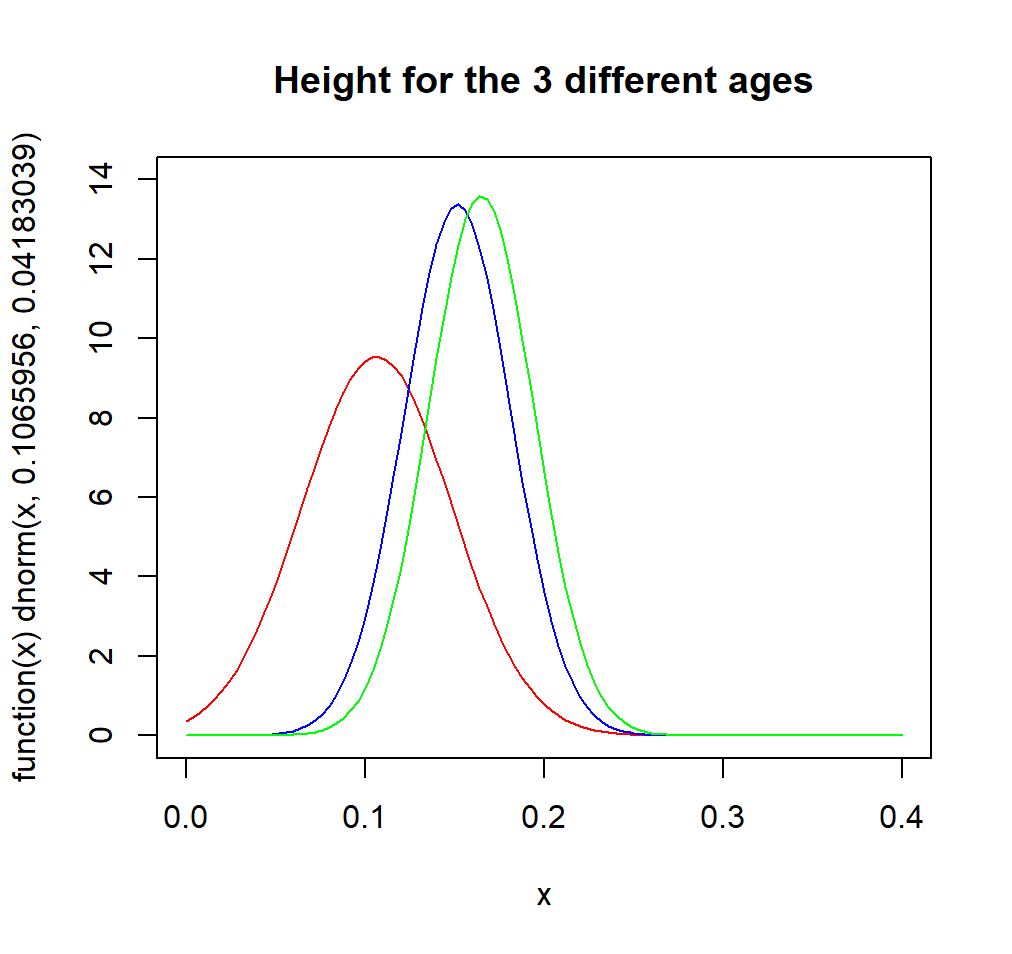 Height for the 3 different ages
function(x) dnorm(x, 0.1065956, 0.04183039)
14
12
10
8
6
4
2
0
0.0 0.1 0.2 0.3 0.4
x